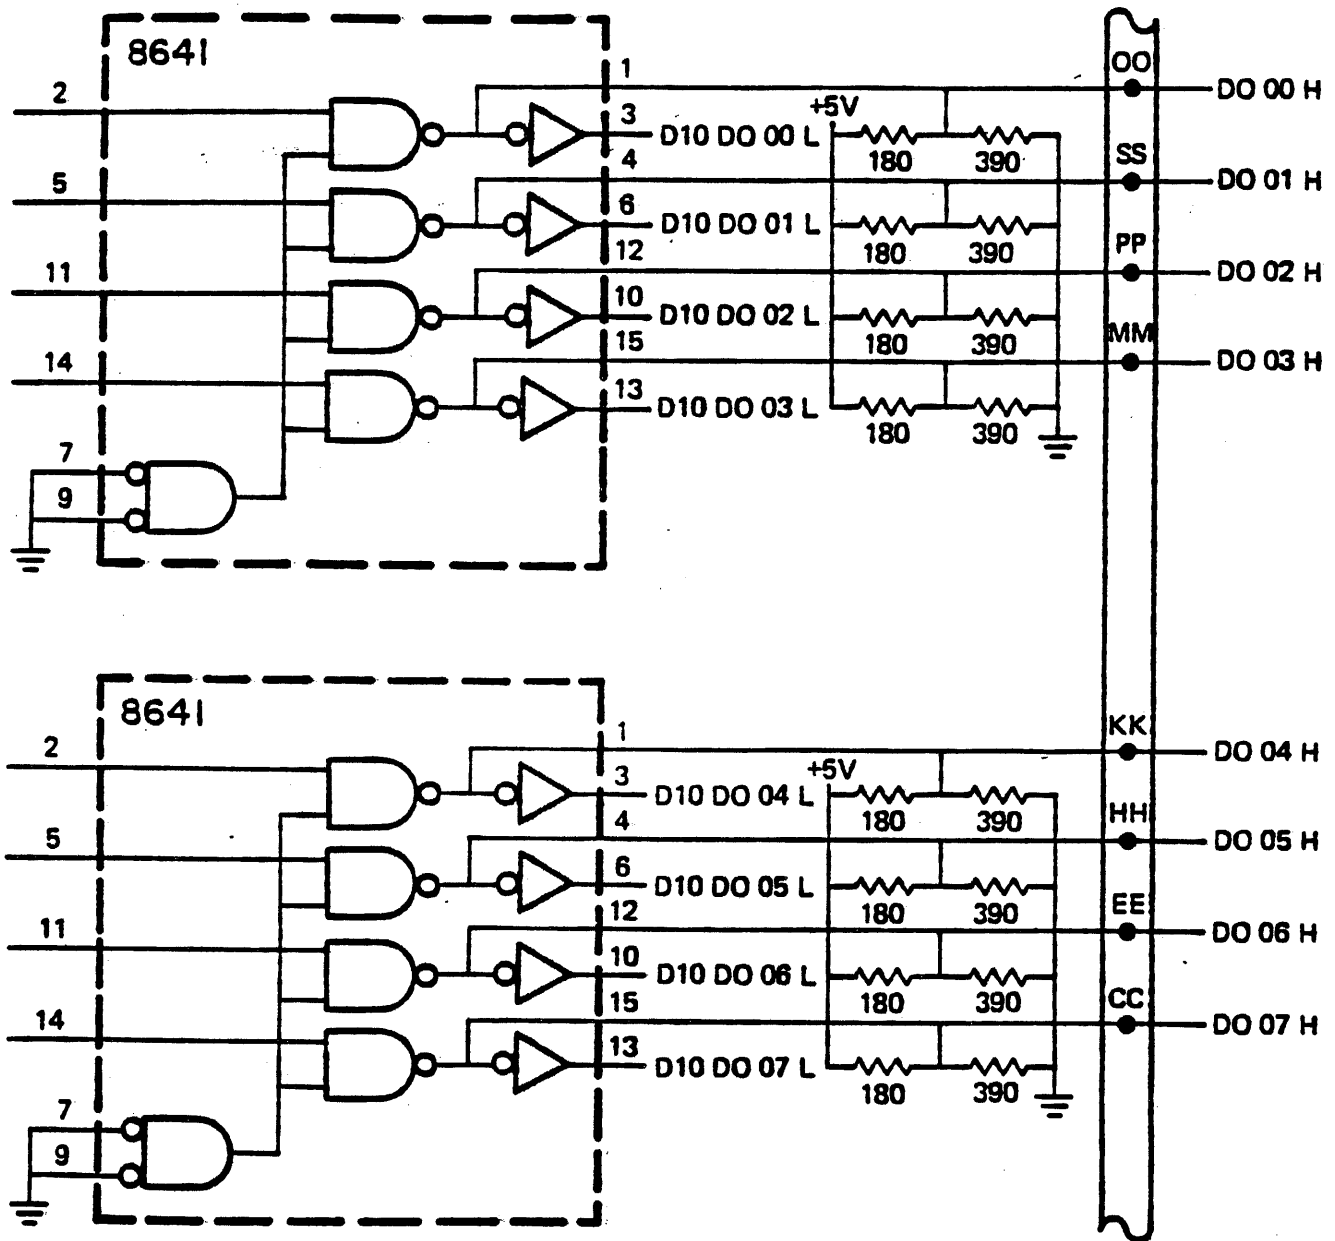 8641
OO
1
DO 00 H
2
+5V
3
D10 DO 00 L
180
390
4
SS
5
DO 01 H
6
D10 DO 01 L
180
390
12
PP
11
DO 02 H
10
D10 DO 02 L
180
390
15
MM
14
DO 03 H
13
D10 DO 03 L
180
390
7
9
8641
1
KK
2
DO 04 H
+5V
3
D10 DO 04 L
180
390
4
HH
5
DO 05 H
6
D10 DO 05 L
180
390
12
EE
11
DO 06 H
10
D10 DO 06 L
180
390
15
CC
14
DO 07 H
13
D10 DO 07 L
180
390
7
9